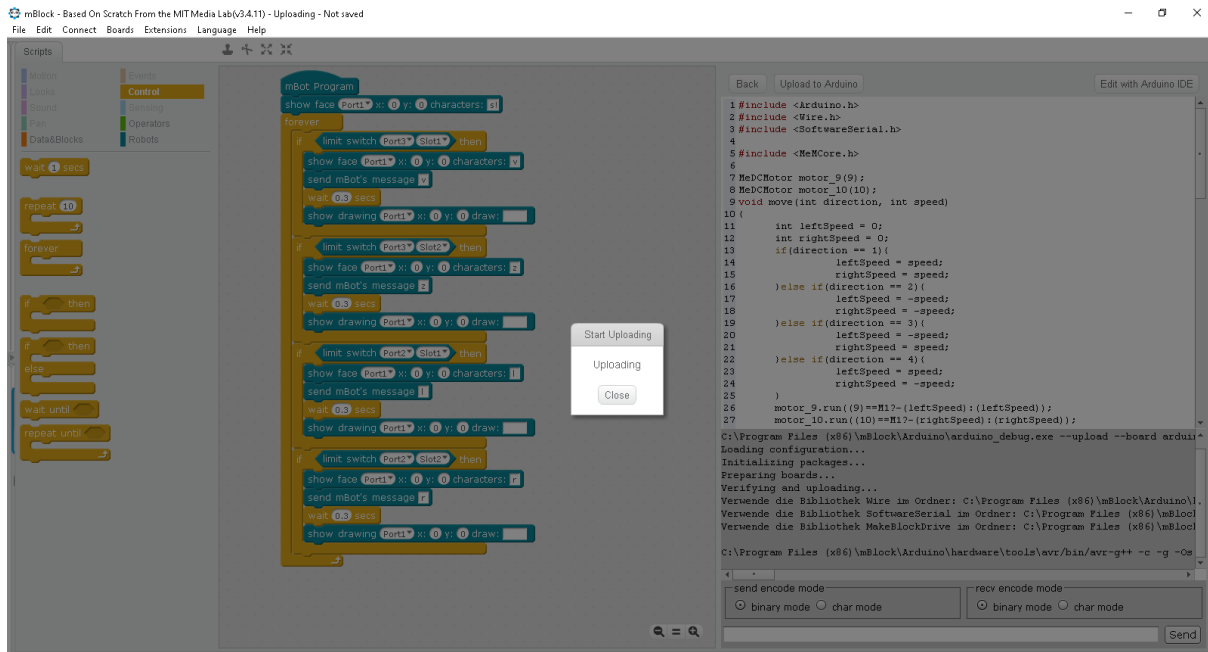 mBlock - Based On Scratch From the MIT Media Lab(v3.4.11) - Uploading - Not saved
File Edit Connect Boards Extensions Language Help
Scripts
Motion Events
Looks Control
Sound Sensing
Pen Operators
Data&Blocks Robots
wait 1 secs
repeat 10
forever
if then
if then
else
wait until
repeat until
mBot Program
show face Port1 x: 0 y: 0 characters: s!
forever
if limit switch Port3 Slot1 then
show face Port1 x: 0 y: 0 characters: v
send mBot's message v
wait 0.3 secs
show drawing Port1 x: 0 y: 0 draw:
if limit switch Port3 Slot2 then
show face Port1 x: 0 y: 0 characters: z
send mBot's message z
wait 0.3 secs
show drawing Port1 x: 0 y: 0 draw:
if limit switch Port2 Slot1 then
show face Port1 x: 0 y: 0 characters: l
send mBot's message l
wait 0.3 secs
show drawing Port1 x: 0 y: 0 draw:
if limit switch Port2 Slot2 then
show face Port1 x: 0 y: 0 characters: r
send mBot's message r
wait 0.3 secs
show drawing Port1 x: 0 y: 0 draw:
Start Uploading
Uploading
Close
Back Upload to Arduino Edit with Arduino IDE
1 #include <Arduino.h>
2 #include <Wire.h>
3 #include <SoftwareSerial.h>
4
5 #include <MeMCore.h>
6
7 MeDCMotor motor_9(9);
8 MeDCMotor motor_10(10);
9 void move(int direction, int speed)
10 {
11 int leftSpeed = 0;
12 int rightSpeed = 0;
13 if(direction == 1){
14 leftSpeed = speed;
15 rightSpeed = speed;
16 }else if(direction == 2){
17 leftSpeed = -speed;
18 rightSpeed = -speed;
19 }else if(direction == 3){
20 leftSpeed = -speed;
21 rightSpeed = speed;
22 }else if(direction == 4){
23 leftSpeed = speed;
24 rightSpeed = -speed;
25 }
26 motor_9.run((9)==M1?-(leftSpeed):(leftSpeed));
27 motor_10.run((10)==M1?-(rightSpeed):(rightSpeed));
C:\Program Files (x86)\mBlock\Arduino\arduino_debug.exe --upload --board arduin
Loading configuration...
Initializing packages...
Preparing boards...
Verifying and uploading...
Verwende die Bibliothek Wire im Ordner: C:\Program Files (x86)\mBlock\Arduino\l
Verwende die Bibliothek SoftwareSerial im Ordner: C:\Program Files (x86)\mBlock
Verwende die Bibliothek MakeBlockDrive im Ordner: C:\Program Files (x86)\mBlock
C:\Program Files (x86)\mBlock\Arduino\hardware\tools\avr/bin/avr-g++ -c -g -Os
send encode mode recv encode mode
binary mode char mode binary mode char mode
Send